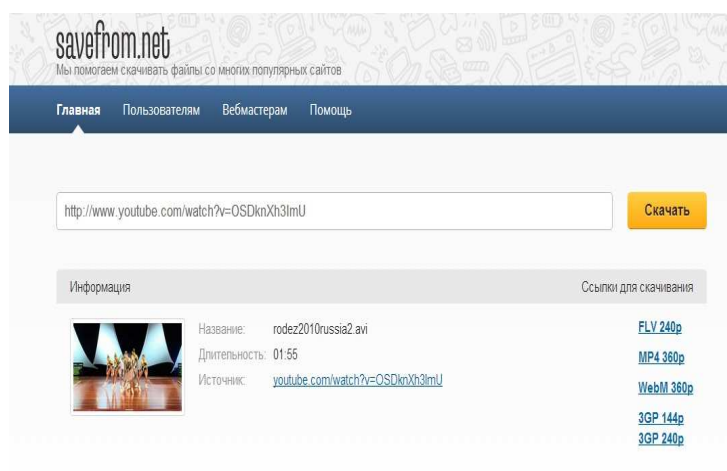 savefrom.net
Мы помогаем скачивать файлы со многих популярных сайтов
Главная Пользователям Вебмастерам Помощь
http://www.youtube.com/watch?v=OSDknXh3ImU Скачать
Информация Ссылки для скачивания
Название: rodez2010russia2.avi FLV 240p
Длительность: 01:55 MP4 360p
Источник: youtube.com/watch?v=OSDknXh3ImU WebM 360p
3GP 144p
3GP 240p